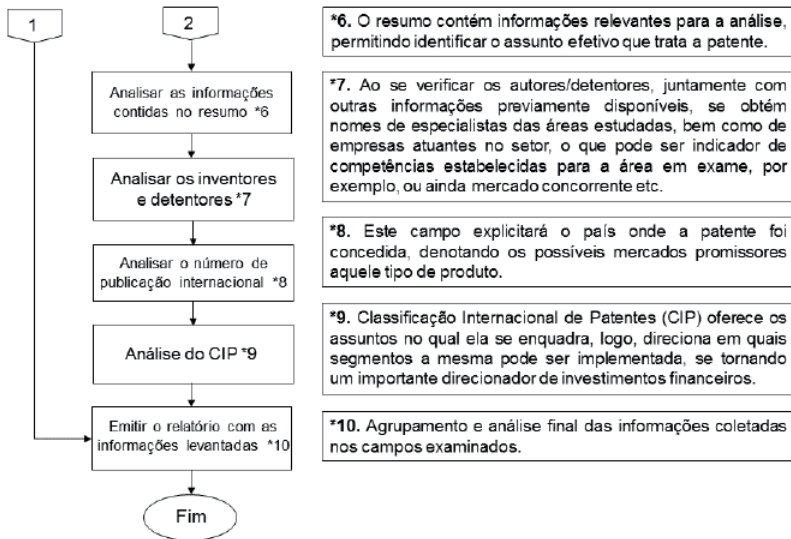 1
2
Analisar as informações
contidas no resumo *6
Analisar os inventores
e detentores *7
Analisar o número de
publicação internacional *8
Análise do CIP *9
Emitir o relatório com as
informações levantadas *10
Fim
*6. O resumo contém informações relevantes para a análise,
permitindo identificar o assunto efetivo que trata a patente.
*7. Ao se verificar os autores/detentores, juntamente com
outras informações previamente disponíveis, se obtém
nomes de especialistas das áreas estudadas, bem como de
empresas atuantes no setor, o que pode ser indicador de
competências estabelecidas para a área em exame, por
exemplo, ou ainda mercado concorrente etc.
*8. Este campo explicitará o país onde a patente foi
concedida, denotando os possíveis mercados promissores
aquele tipo de produto.
*9. Classificação Internacional de Patentes (CIP) oferece os
assuntos no qual ela se enquadra, logo, direciona em quais
segmentos a mesma pode ser implementada, se tornando
um importante direcionador de investimentos financeiros.
*10. Agrupamento e análise final das informações coletadas
nos campos examinados.